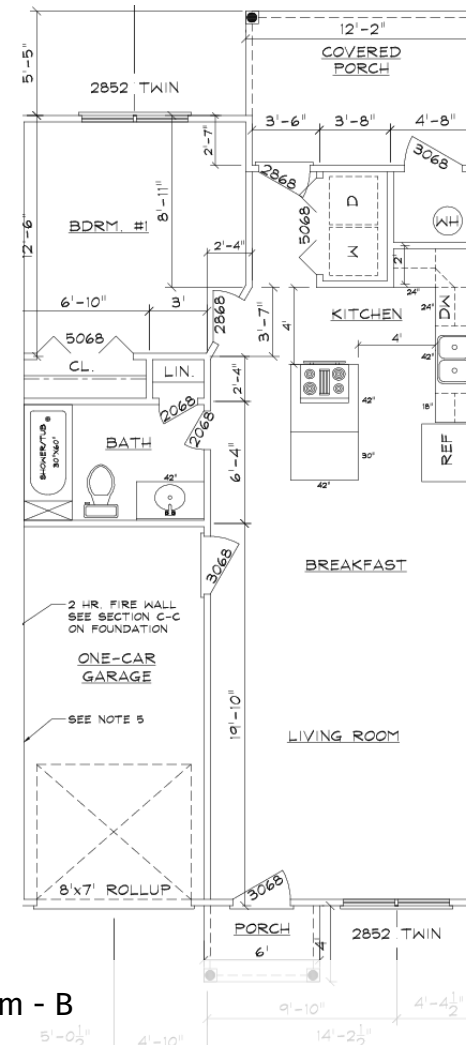 12'-2"
COVERED
PORCH
5'-5"
2852 TWIN
3'-6"
3'-8"
4'-8"
2'-7"
3068
2868
8'-11"
D
5068
WH
BDRM. #1
12'-6"
2'-4"
W
2'
6'-10"
3'
2868
3'-7"
4'
KITCHEN
24"
24"
DW
4'
42"
5068
CL.
LIN.
2'-4"
42"
18"
2068
2068
SHOWER/TUB
30"X60"
BATH
6'-4"
30"
REF
42"
42"
3068
BREAKFAST
2 HR. FIRE WALL
SEE SECTION C-C
ON FOUNDATION
ONE-CAR
GARAGE
19'-10"
SEE NOTE 5
LIVING ROOM
8'x7' ROLLUP
3068
PORCH
6'
4'
2852 TWIN
m - B
9'-10"
4'-4½"
5'-0½"
4'-10"
14'-2½"